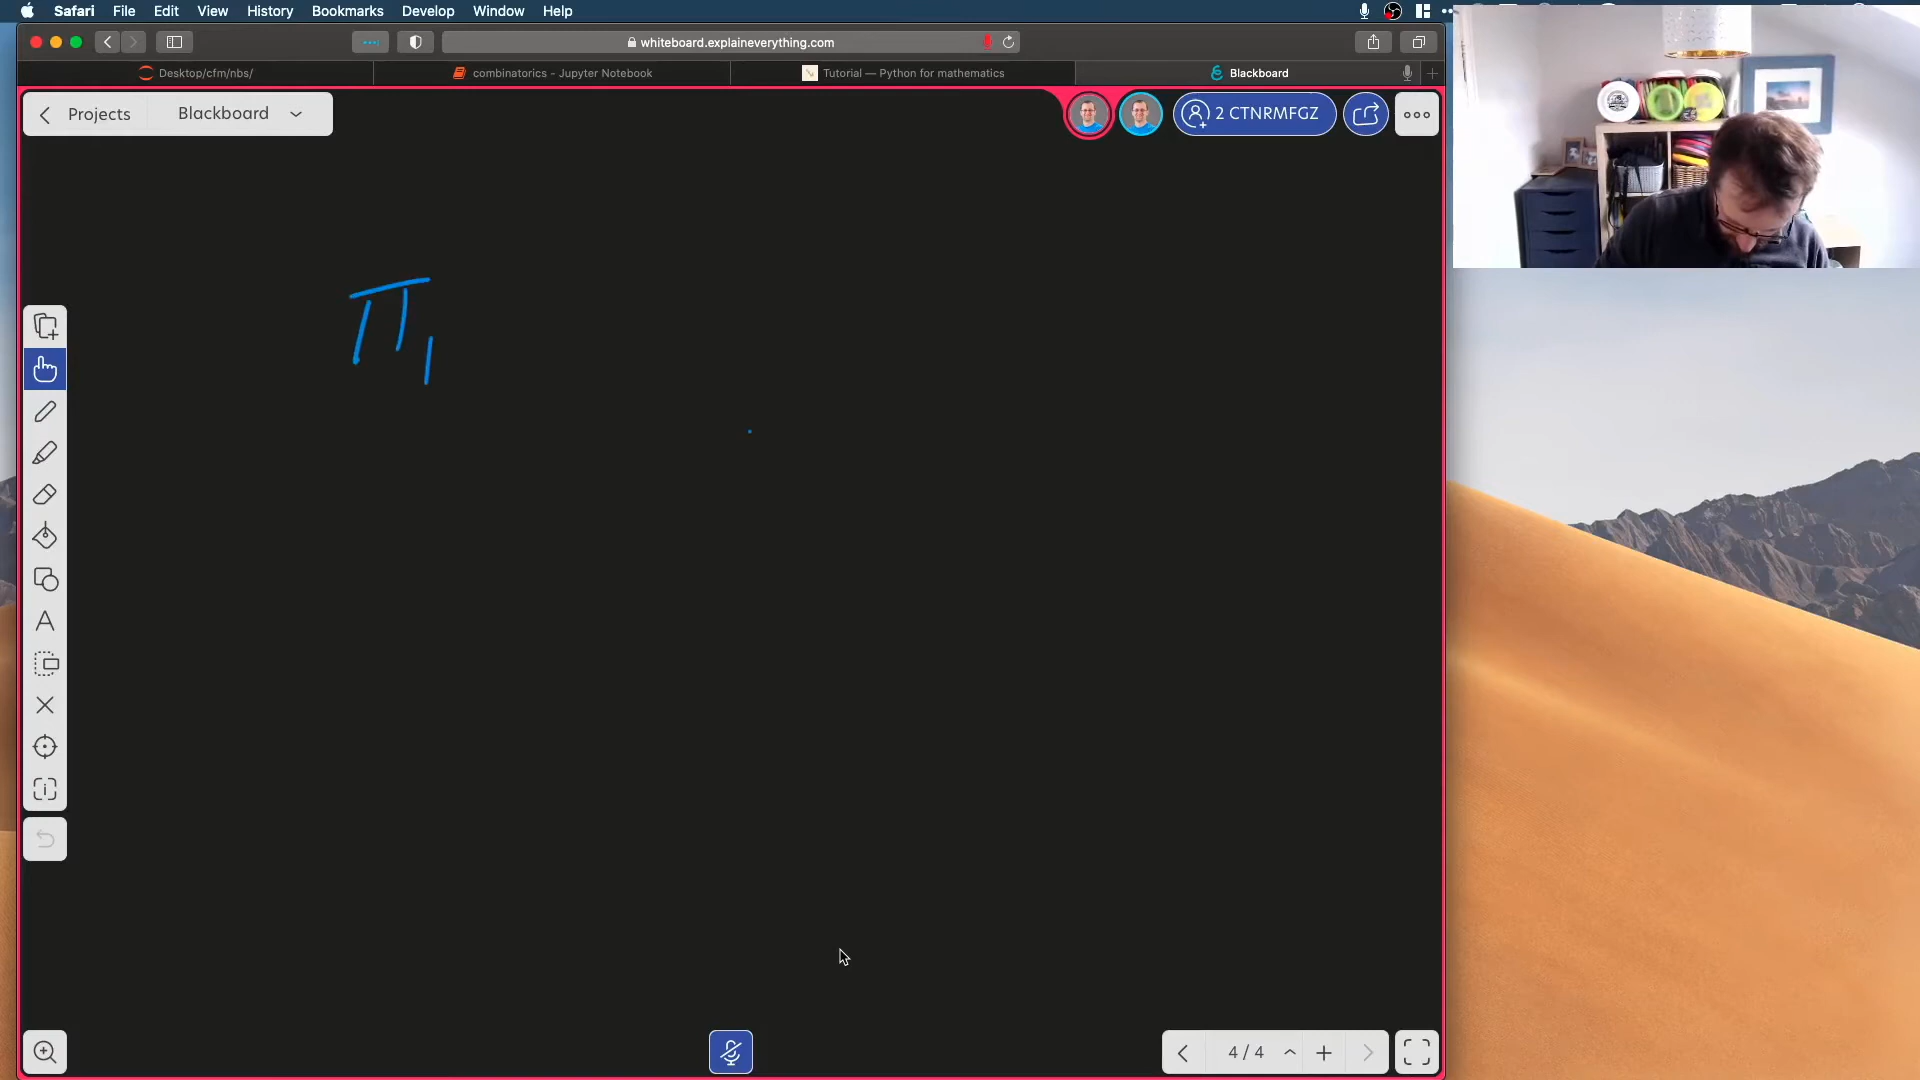 Safari File Edit View History Bookmarks Develop Window Help
whiteboard.explaineverything.com
Desktop/cfm/nbs/ combinatorics - Jupyter Notebook Tutorial — Python for mathematics Blackboard
Projects Blackboard 2 CTNRMFGZ
π₁
A
4 / 4